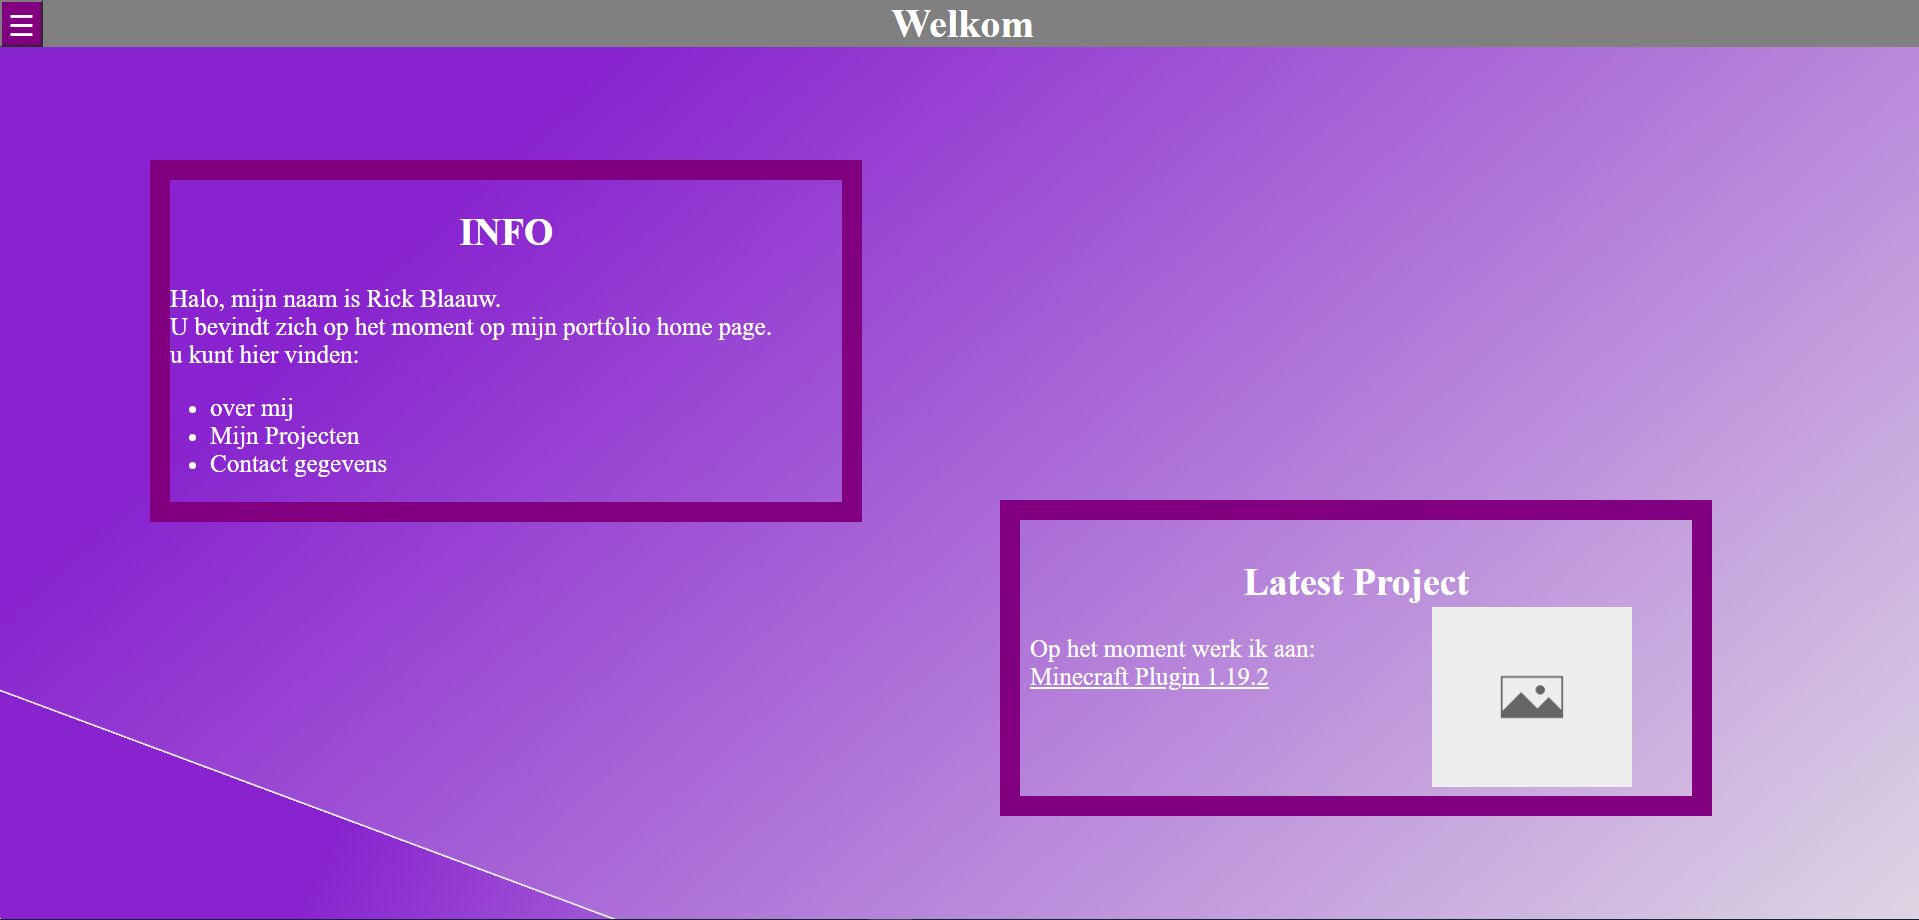 ☰ Welkom
INFO
Halo, mijn naam is Rick Blaauw.
U bevindt zich op het moment op mijn portfolio home page.
u kunt hier vinden:
• over mij
• Mijn Projecten
• Contact gegevens
Latest Project
Op het moment werk ik aan:
Minecraft Plugin 1.19.2